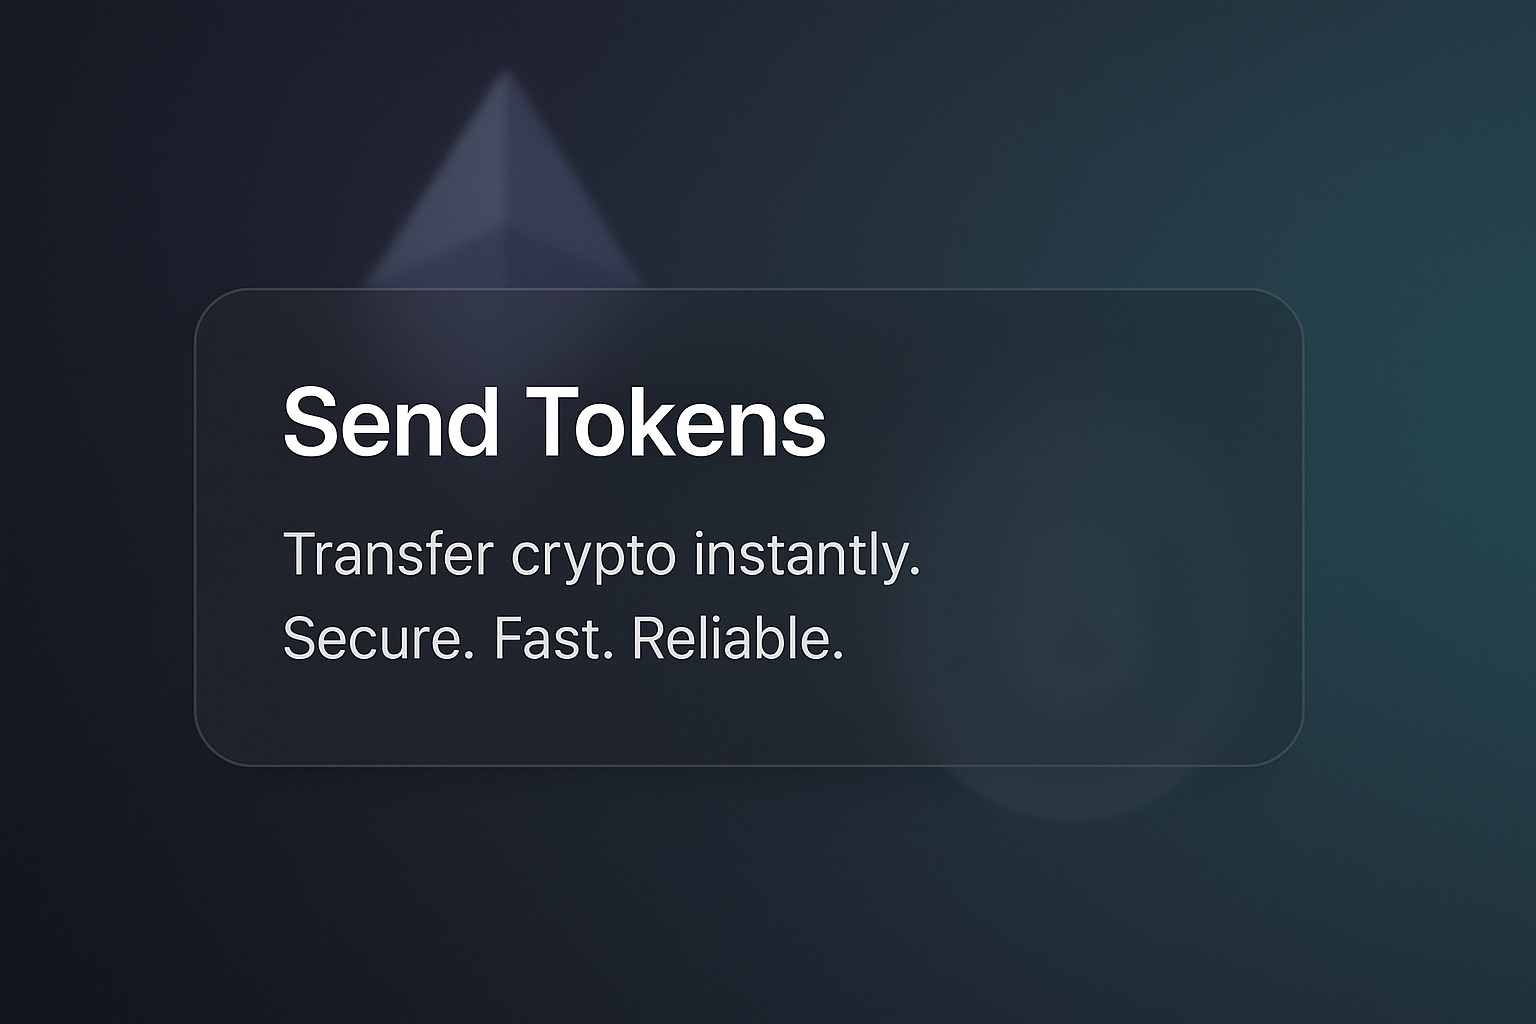 Send Tokens
Transfer crypto instantly.
Secure. Fast. Reliable.